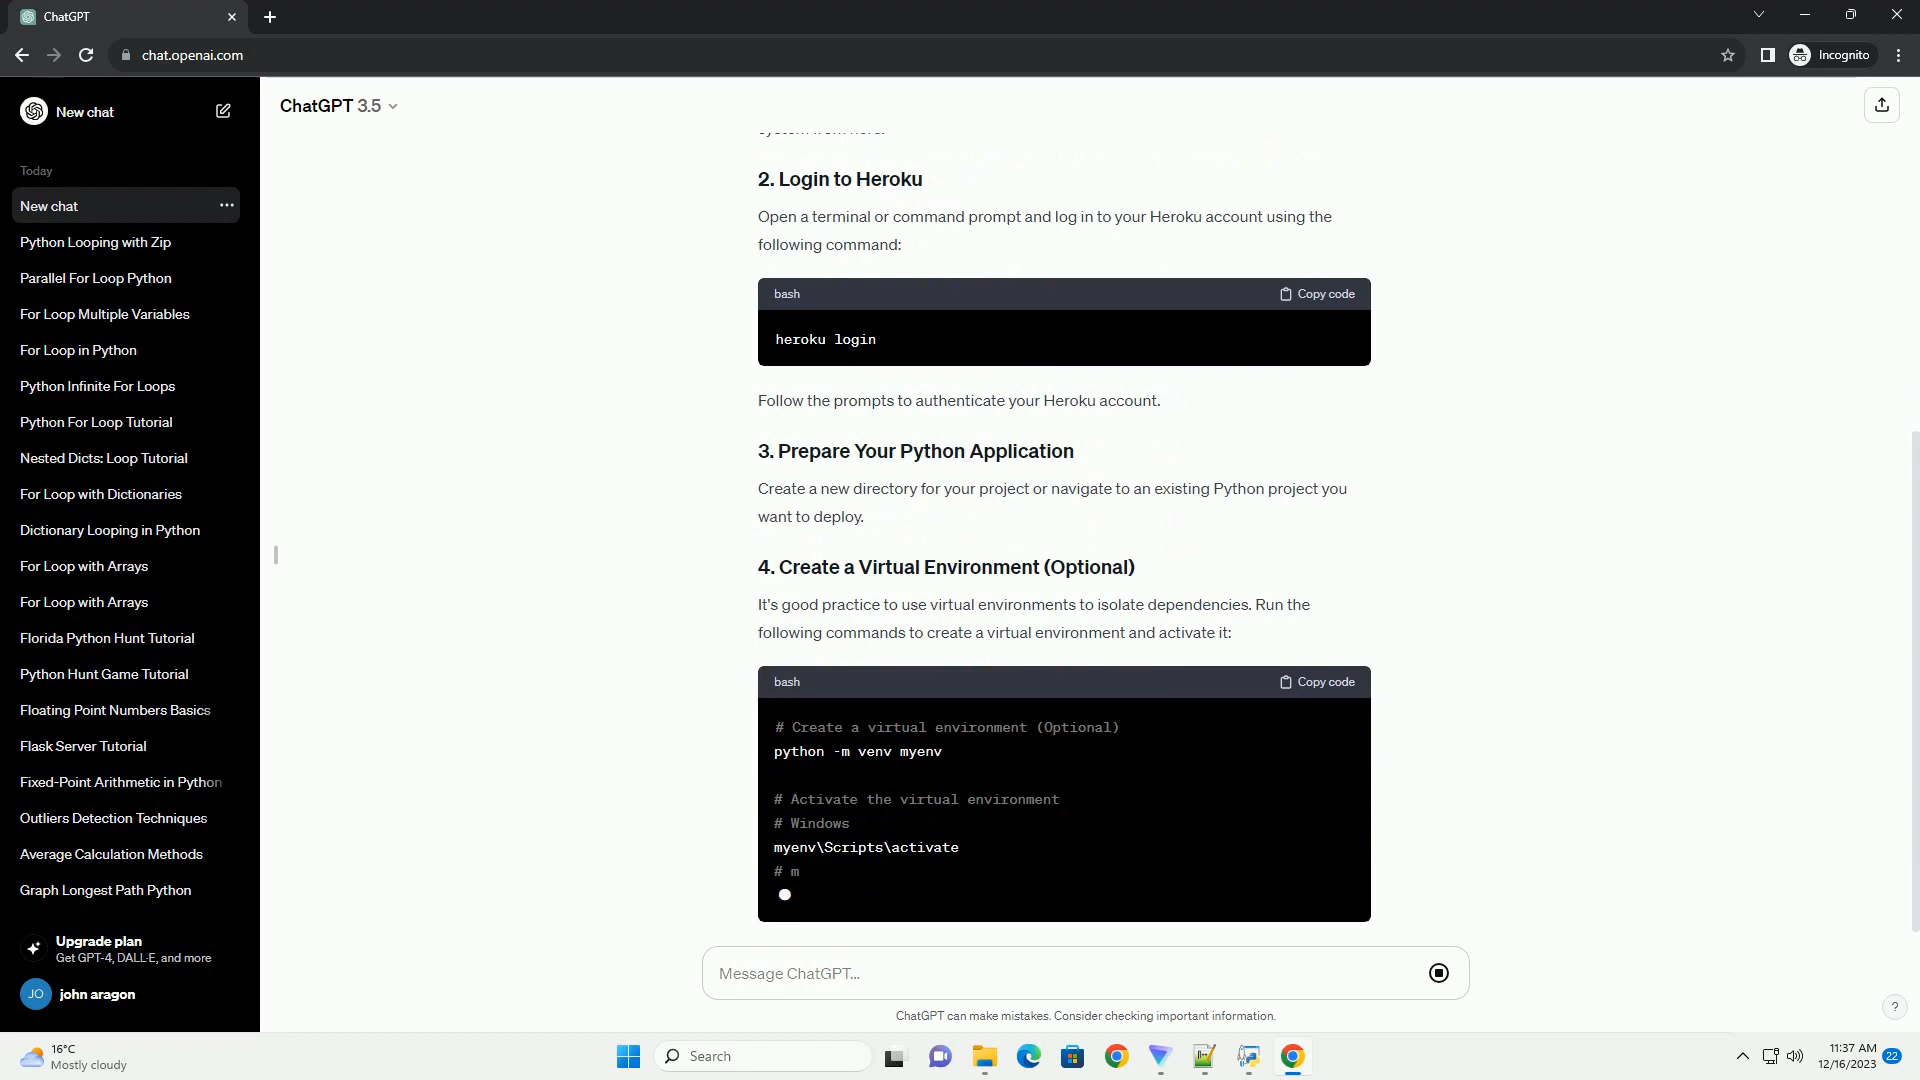 ChatGPT
chat.openai.com
Incognito
New chat
Today
New chat
Python Looping with Zip
Parallel For Loop Python
For Loop Multiple Variables
For Loop in Python
Python Infinite For Loops
Python For Loop Tutorial
Nested Dicts: Loop Tutorial
For Loop with Dictionaries
Dictionary Looping in Python
For Loop with Arrays
For Loop with Arrays
Florida Python Hunt Tutorial
Python Hunt Game Tutorial
Floating Point Numbers Basics
Flask Server Tutorial
Fixed-Point Arithmetic in Python
Outliers Detection Techniques
Average Calculation Methods
Graph Longest Path Python
Upgrade plan
Get GPT-4, DALL·E, and more
JO john aragon
ChatGPT 3.5
2. Login to Heroku
Open a terminal or command prompt and log in to your Heroku account using the
following command:
bash Copy code
heroku login
Follow the prompts to authenticate your Heroku account.
3. Prepare Your Python Application
Create a new directory for your project or navigate to an existing Python project you
want to deploy.
4. Create a Virtual Environment (Optional)
It's good practice to use virtual environments to isolate dependencies. Run the
following commands to create a virtual environment and activate it:
bash Copy code
# Create a virtual environment (Optional)
python -m venv myenv
# Activate the virtual environment
# Windows
myenv\Scripts\activate
# m
Message ChatGPT...
ChatGPT can make mistakes. Consider checking important information.
?
16°C
Mostly cloudy
Search
11:37 AM
12/16/2023
22